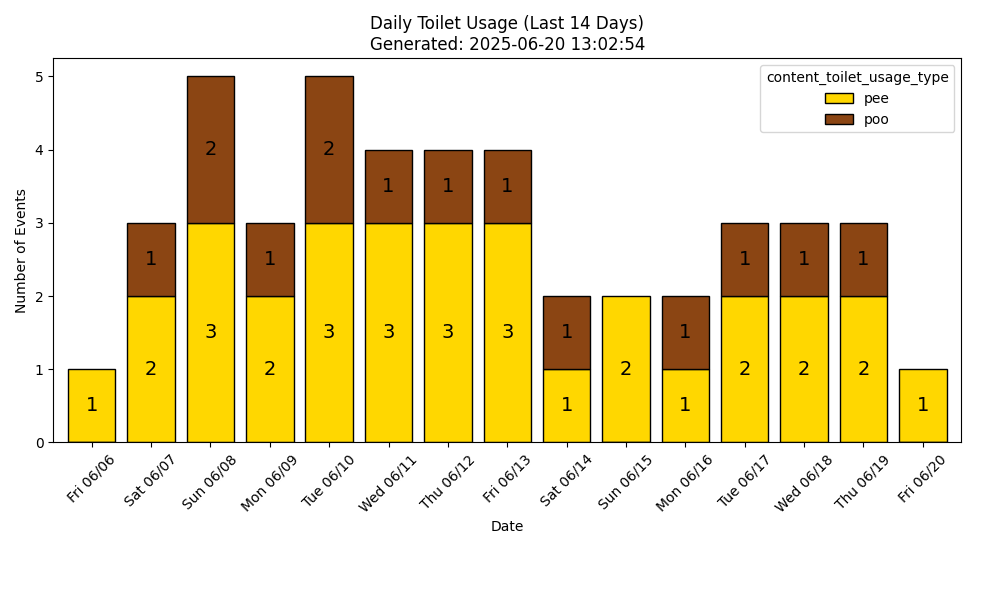 Daily Toilet Usage (Last 14 Days)
Generated: 2025-06-20 13:02:54
content_toilet_usage_type
pee
poo
Number of Events
5
4
3
2
1
0
2 2
1 1 1
1 1 1 1 1
3 3 3 3 3 1 2 1
2 2 2 2 2
1 1 1 1
Fri 06/06
Sat 06/07
Sun 06/08
Mon 06/09
Tue 06/10
Wed 06/11
Thu 06/12
Fri 06/13
Sat 06/14
Sun 06/15
Mon 06/16
Tue 06/17
Wed 06/18
Thu 06/19
Fri 06/20
Date